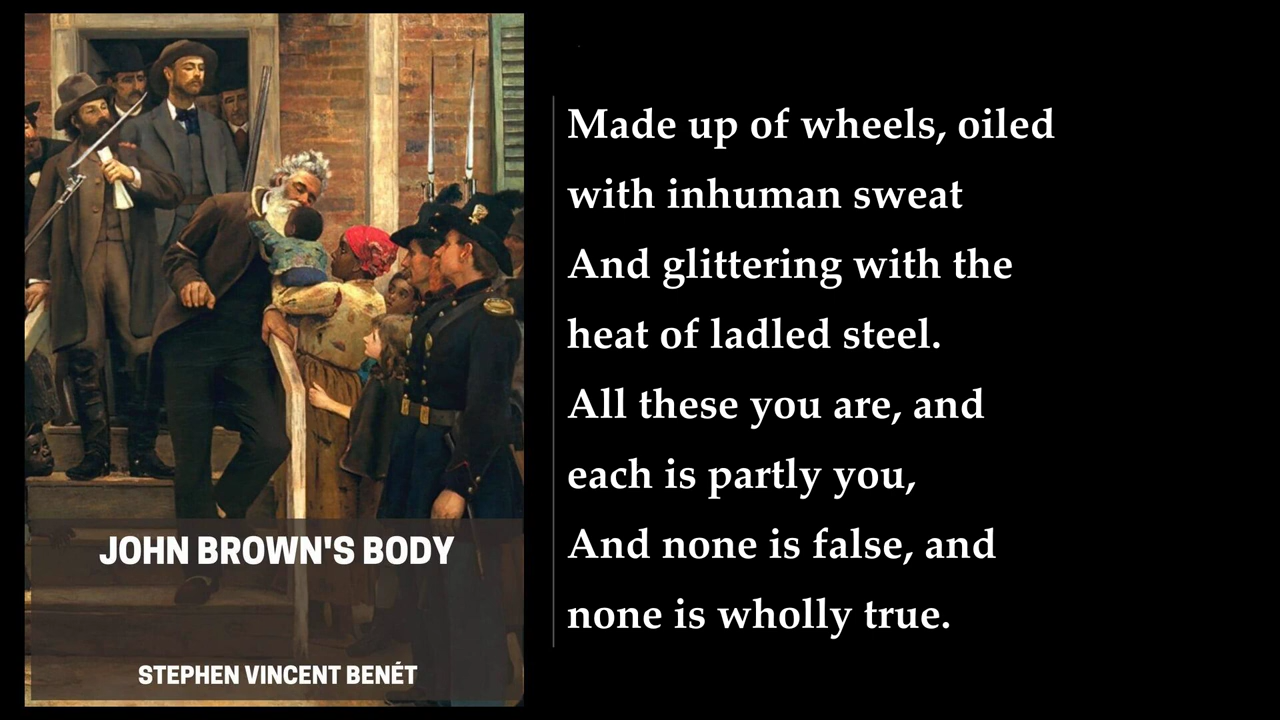 JOHN BROWN'S BODY
STEPHEN VINCENT BENÉT
Made up of wheels, oiled
with inhuman sweat
And glittering with the
heat of ladled steel.
All these you are, and
each is partly you,
And none is false, and
none is wholly true.